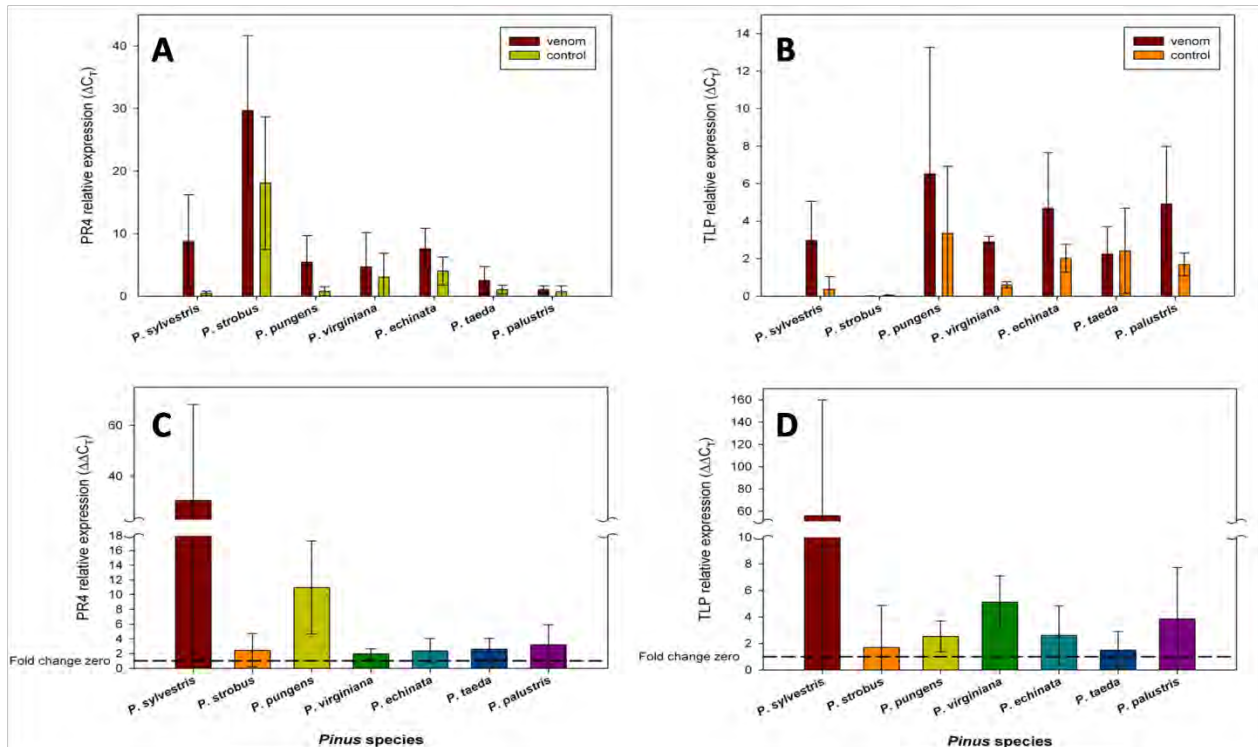 A
venom
control
PR4 relative expression (ΔCT)
40
30
20
10
0
P. sylvestris
P. strobus
P. pungens
P. virginiana
P. echinata
P. taeda
P. palustris
B
venom
control
TLP relative expression (ΔCT)
14
12
10
8
6
4
2
0
P. sylvestris
P. strobus
P. pungens
P. virginiana
P. echinata
P. taeda
P. palustris
C
PR4 relative expression (ΔΔCT)
60
40
18
16
14
12
10
8
6
4
2
0
Fold change zero
P. sylvestris
P. strobus
P. pungens
P. virginiana
P. echinata
P. taeda
P. palustris
Pinus species
D
TLP relative expression (ΔΔCT)
160
140
120
100
80
60
10
8
6
4
2
0
Fold change zero
P. sylvestris
P. strobus
P. pungens
P. virginiana
P. echinata
P. taeda
P. palustris
Pinus species